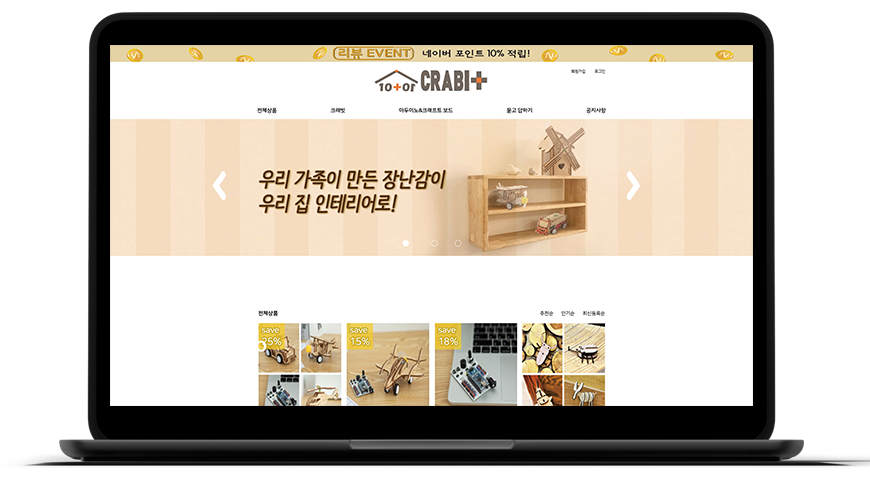 리뷰 EVENT 네이버 포인트 10% 적립!
회원가입 로그인
10+01 CRABI+
전체상품 크래빗 아두이노&크래프트 보드 묻고 답하기 공지사항
우리 가족이 만든 장난감이
우리 집 인테리어로!
전체상품 추천순 인기순 최신등록순
save 25%
save 15%
save 18%